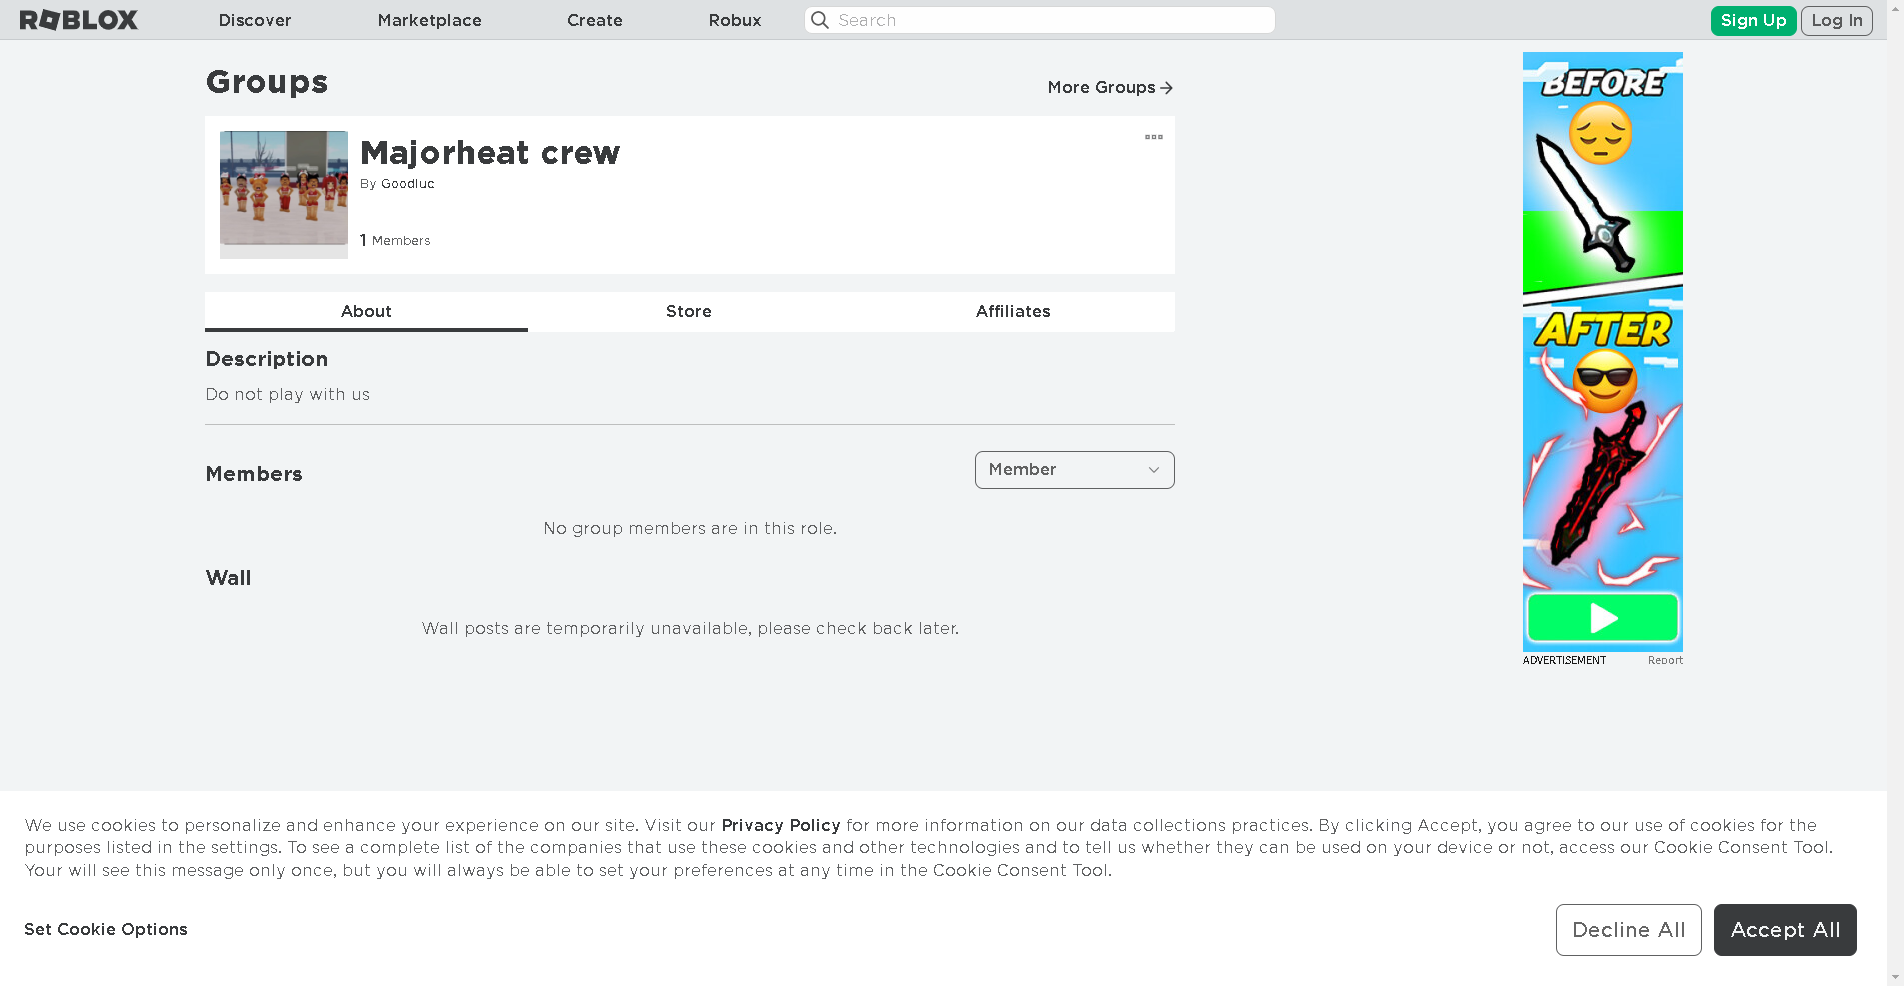 ROBLOX
Discover
Marketplace
Create
Robux
Search
Sign Up
Log In
Groups
More Groups
Majorheat crew
By Goodluc
1 Members
About
Store
Affiliates
Description
Do not play with us
Members
Member
No group members are in this role.
Wall
Wall posts are temporarily unavailable, please check back later.
BEFORE
AFTER
ADVERTISEMENT
Report
We use cookies to personalize and enhance your experience on our site. Visit our Privacy Policy for more information on our data collections practices. By clicking Accept, you agree to our use of cookies for the
purposes listed in the settings. To see a complete list of the companies that use these cookies and other technologies and to tell us whether they can be used on your device or not, access our Cookie Consent Tool.
Your will see this message only once, but you will always be able to set your preferences at any time in the Cookie Consent Tool.
Set Cookie Options
Decline All
Accept All